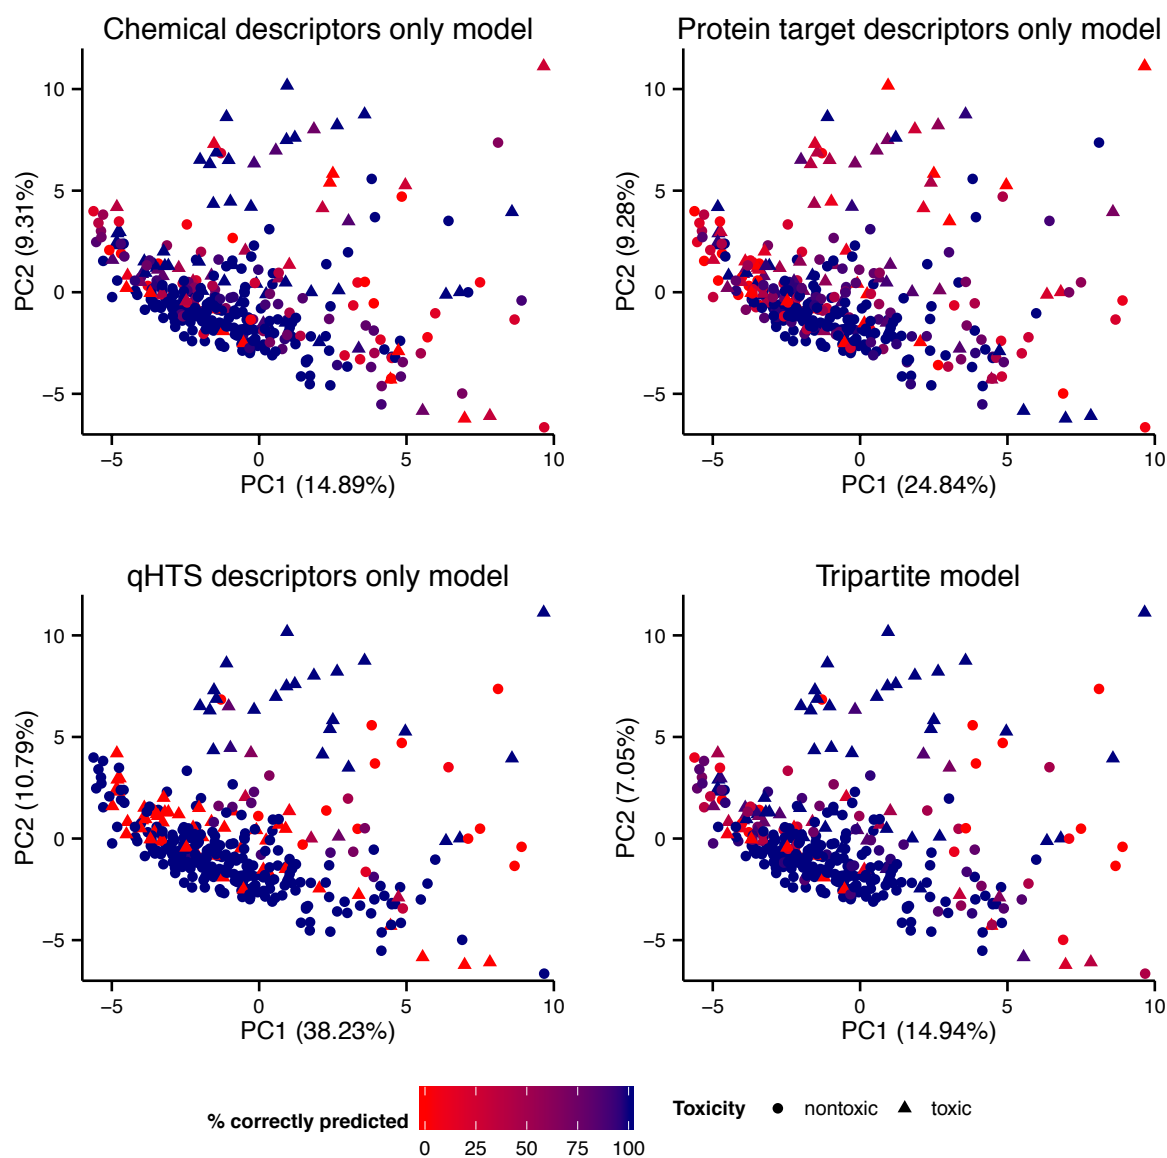 Chemical descriptors only model
Protein target descriptors only model
10
5
0
−5
PC2 (9.31%)
−5
0
5
10
PC1 (14.89%)
10
5
0
−5
PC2 (9.28%)
−5
0
5
10
PC1 (24.84%)
qHTS descriptors only model
Tripartite model
10
5
0
−5
PC2 (10.79%)
−5
0
5
10
PC1 (38.23%)
10
5
0
−5
PC2 (7.05%)
−5
0
5
10
PC1 (14.94%)
% correctly predicted
0 25 50 75 100
Toxicity nontoxic toxic